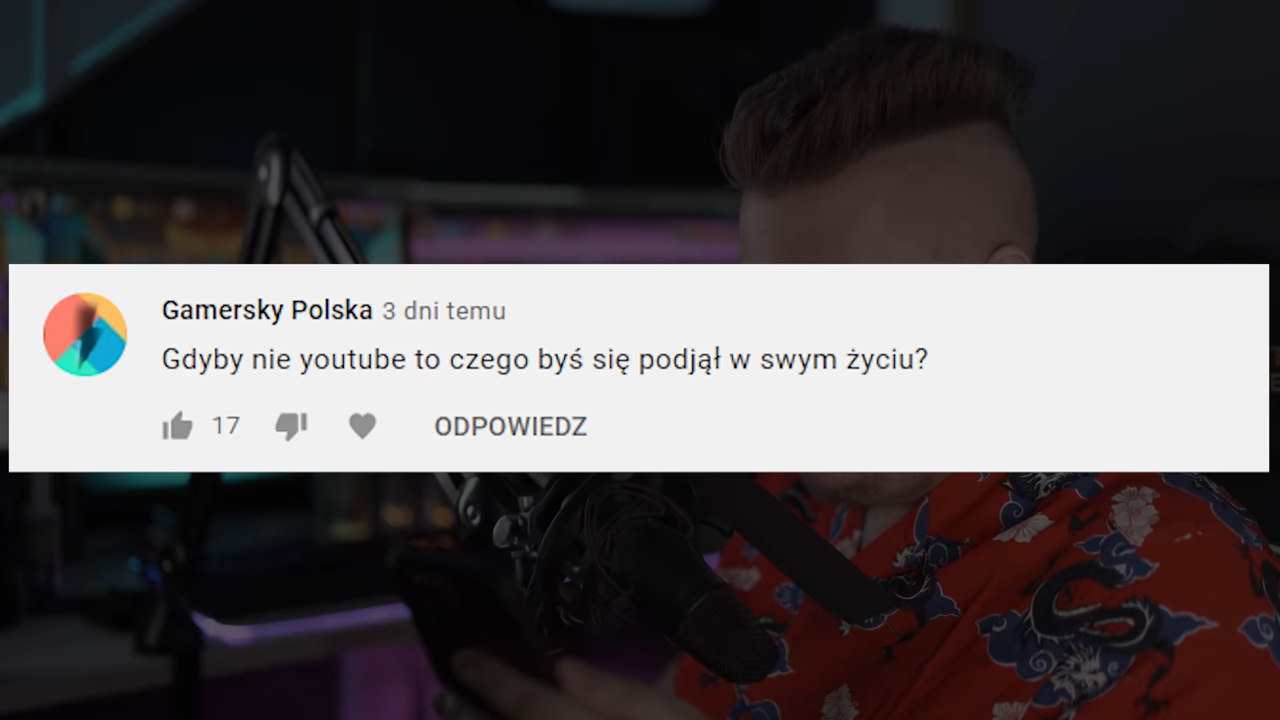 Gamersky Polska 3 dni temu
Gdyby nie youtube to czego byś się podjął w swym życiu?
17 ODPOWIEDZ